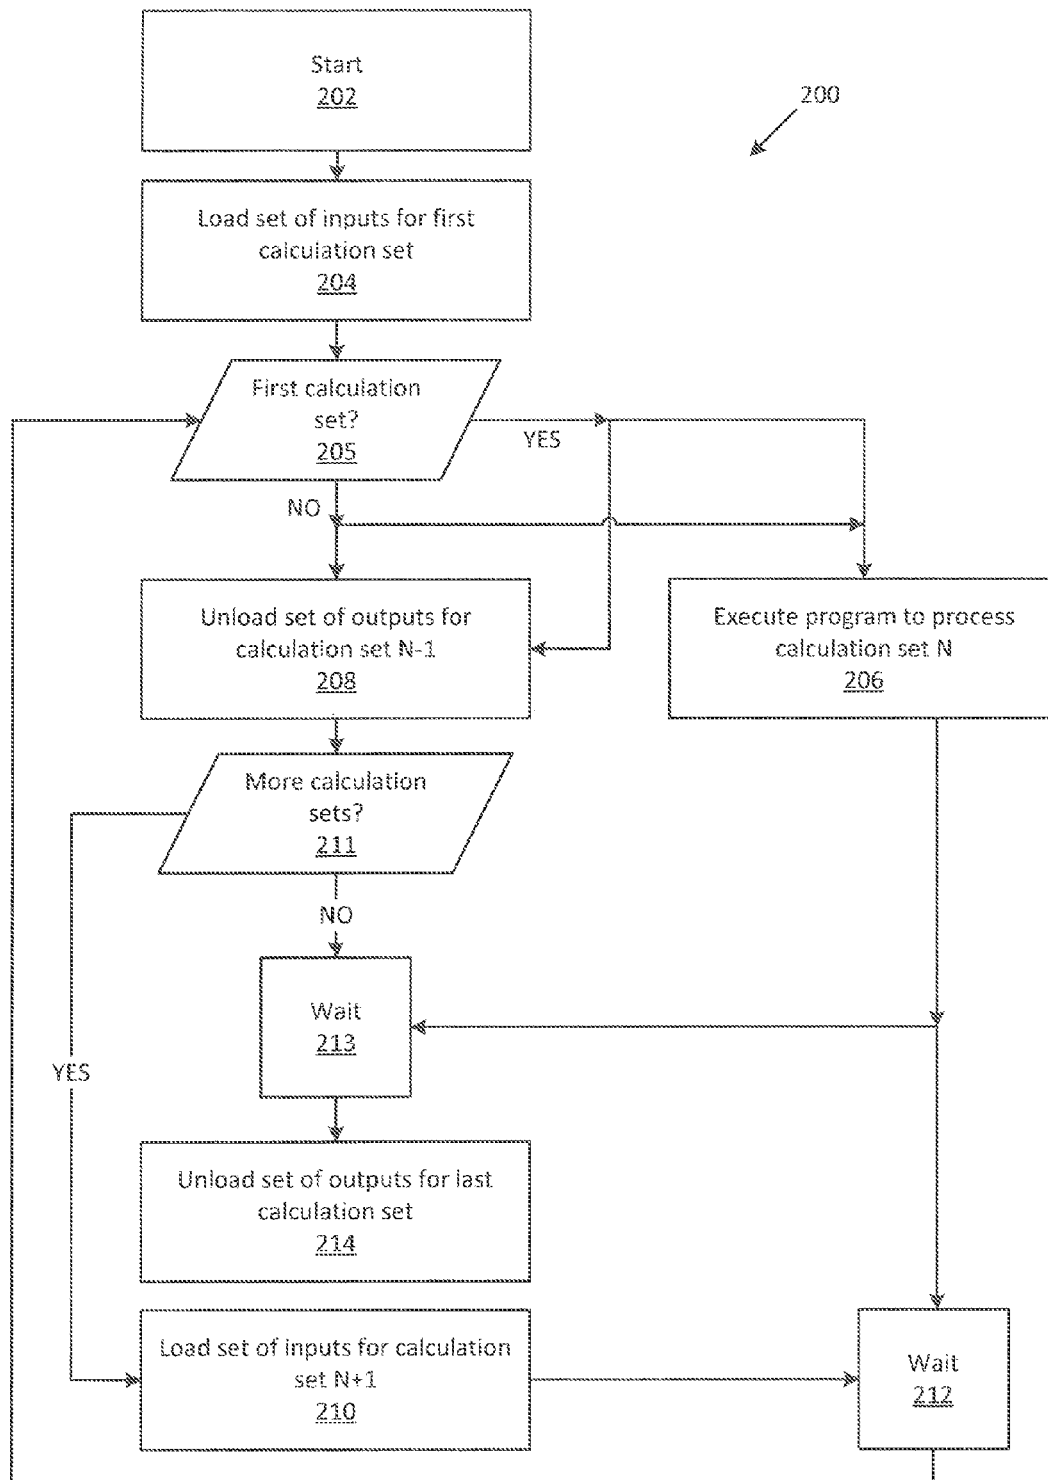 Start
202
200
Load set of inputs for first
calculation set
204
First calculation
set?
205
YES
NO
Unload set of outputs for
calculation set N-1
208
Execute program to process
calculation set N
206
More calculation
sets?
211
NO
Wait
213
YES
Unload set of outputs for last
calculation set
214
Load set of inputs for calculation
set N+1
210
Wait
212